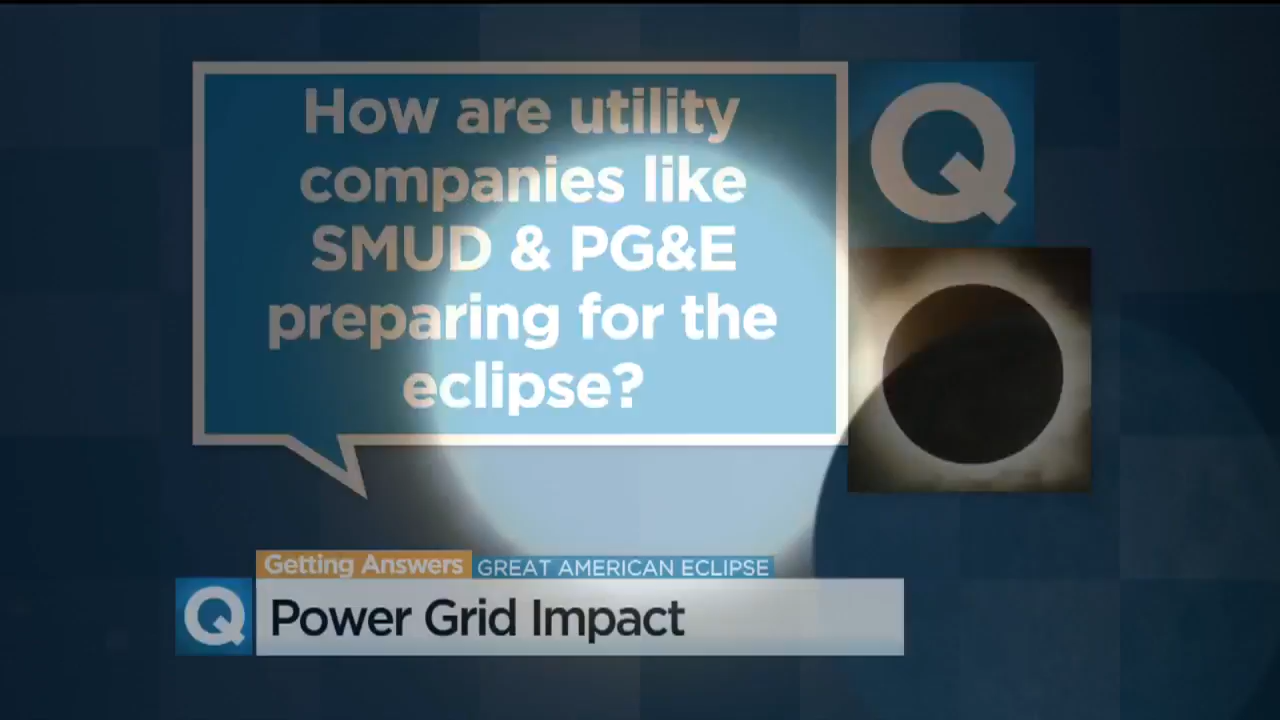 How are utility
companies like
SMUD & PG&E
preparing for the
eclipse?
Q
Getting Answers GREAT AMERICAN ECLIPSE
Q Power Grid Impact